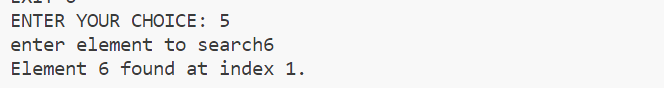 ENTER YOUR CHOICE: 5
enter element to search6
Element 6 found at index 1.